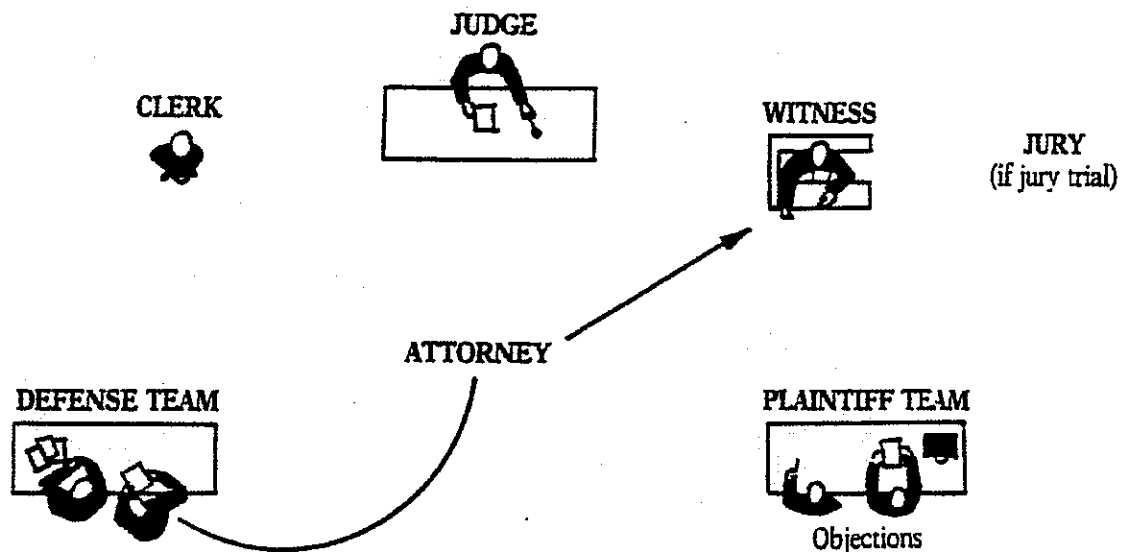 JUDGE
CLERK
WITNESS
JURY
(if jury trial)
ATTORNEY
DEFENSE TEAM
PLAINTIFF TEAM
Objections